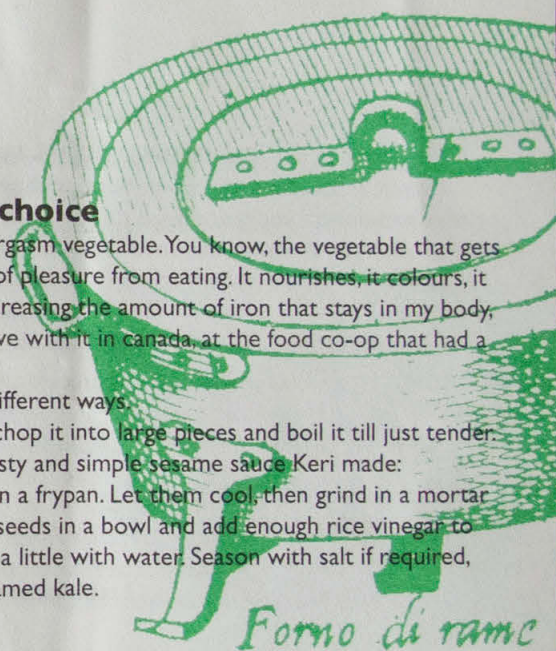 choice
rgasm vegetable. You know, the vegetable that gets
of pleasure from eating. It nourishes, it colours, it
reasing the amount of iron that stays in my body,
ve with it in canada, at the food co-op that had a
ifferent ways.
chop it into large pieces and boil it till just tender.
sty and simple sesame sauce Keri made:
n a frypan. Let them cool, then grind in a mortar
seeds in a bowl and add enough rice vinegar to
a little with water. Season with salt if required,
med kale.
Forno di rame